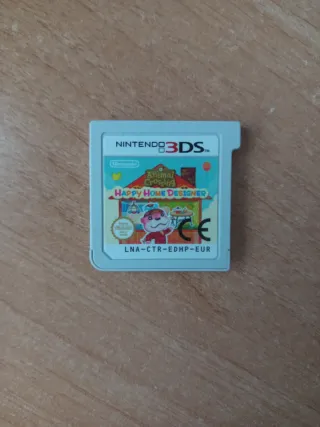 NINTENDO 3DS
Nintendo
Animal
Crossing
HAPPY HOME DESIGNER
CE
LNA-CTR-EDHP-EUR